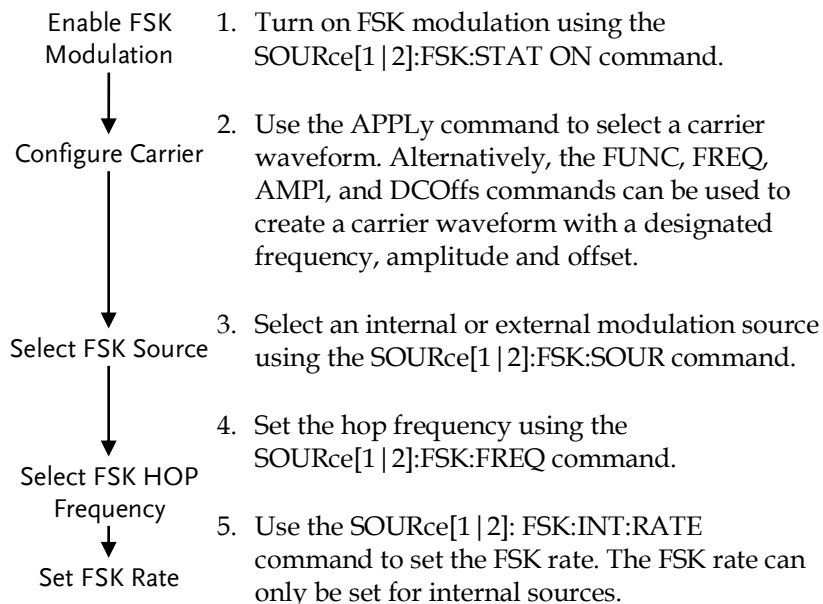 Enable FSK
Modulation
1. Turn on FSK modulation using the
SOURce[1|2]:FSK:STAT ON command.
Configure Carrier
2. Use the APPLy command to select a carrier
waveform. Alternatively, the FUNC, FREQ,
AMPl, and DCOffs commands can be used to
create a carrier waveform with a designated
frequency, amplitude and offset.
Select FSK Source
3. Select an internal or external modulation source
using the SOURce[1|2]:FSK:SOUR command.
Select FSK HOP
Frequency
4. Set the hop frequency using the
SOURce[1|2]:FSK:FREQ command.
Set FSK Rate
5. Use the SOURce[1|2]: FSK:INT:RATE
command to set the FSK rate. The FSK rate can
only be set for internal sources.